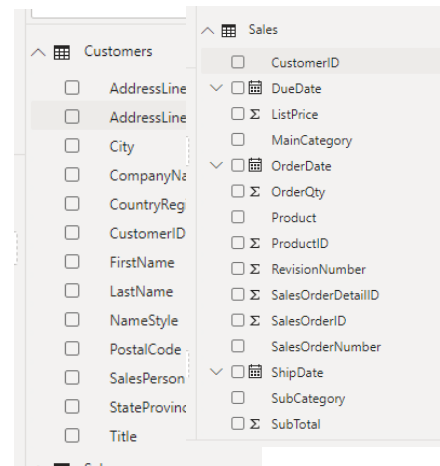 Customers
AddressLine
AddressLine
City
CompanyNa
CountryReg
CustomerID
FirstName
LastName
NameStyle
PostalCode
SalesPerson
StateProvinc
Title
Sales
CustomerID
DueDate
Σ ListPrice
MainCategory
OrderDate
Σ OrderQty
Product
Σ ProductID
Σ RevisionNumber
Σ SalesOrderDetailID
Σ SalesOrderID
SalesOrderNumber
ShipDate
SubCategory
Σ SubTotal